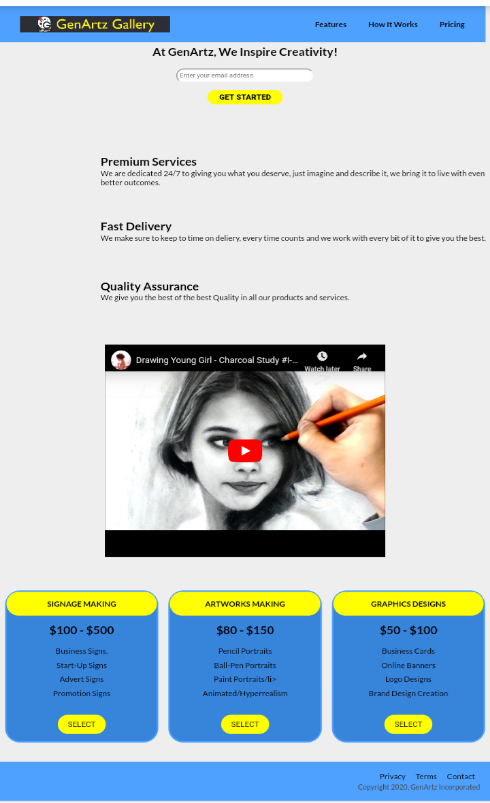 GenArtz Gallery
Features How It Works Pricing
At GenArtz, We Inspire Creativity!
Enter your email address
GET STARTED
Premium Services
We are dedicated 24/7 to giving you what you deserve, just imagine and describe it, we bring it to live with even
better outcomes.
Fast Delivery
We make sure to keep to time on deliery, every time counts and we work with every bit of it to give you the best.
Quality Assurance
We give you the best of the best Quality in all our products and services.
Drawing Young Girl - Charcoal Study #I-...
Watch later Share
SIGNAGE MAKING
$100 - $500
Business Signs.
Start-Up Signs
Advert Signs
Promotion Signs
SELECT
ARTWORKS MAKING
$80 - $150
Pencil Portraits
Ball-Pen Portraits
Paint Portraits/li>
Animated/Hyperrealism
SELECT
GRAPHICS DESIGNS
$50 - $100
Business Cards
Online Banners
Logo Designs
Brand Design Creation
SELECT
Privacy Terms Contact
Copyright 2020, GenArtz Incorporated